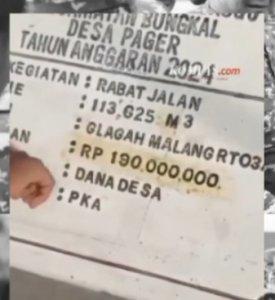 BUNGKAL
DESA PAGER
TAHUN ANGGARAN 2024
KEGIATAN : RABAT JALAN
: 113,625 M3
: GLAGAH MALANG RT03
: RP 190.000.000.
: DANA DESA
: PKA
.com